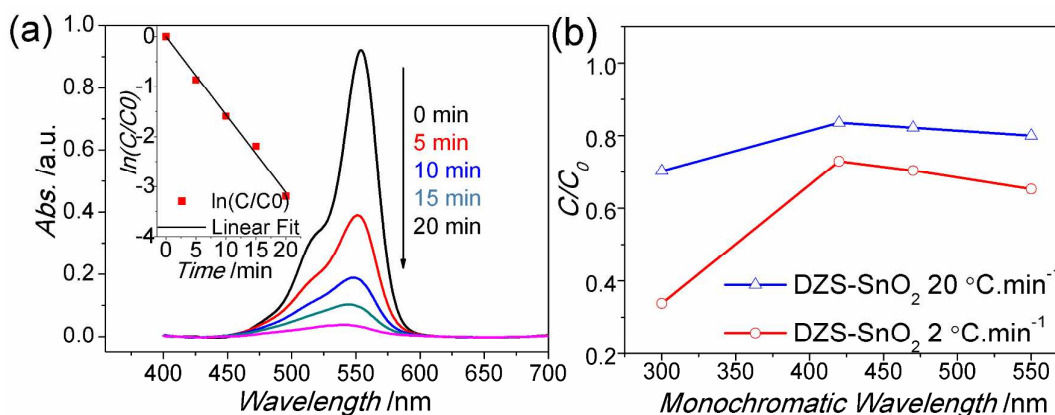 (a)
1.0
0.8
0.6
0.4
0.2
0.0
Abs. /a.u.
400 450 500 550 600 650 700
Wavelength /nm
0
-1
-2
-3
-4
ln(C/C0)
0 5 10 15 20
Time /min
ln(C/C0)
Linear Fit
0 min
5 min
10 min
15 min
20 min
(b)
1.0
0.8
0.6
0.4
0.2
C/C₀
300 350 400 450 500 550
Monochromatic Wavelength /nm
DZS-SnO₂ 20 °C.min⁻¹
DZS-SnO₂ 2 °C.min⁻¹